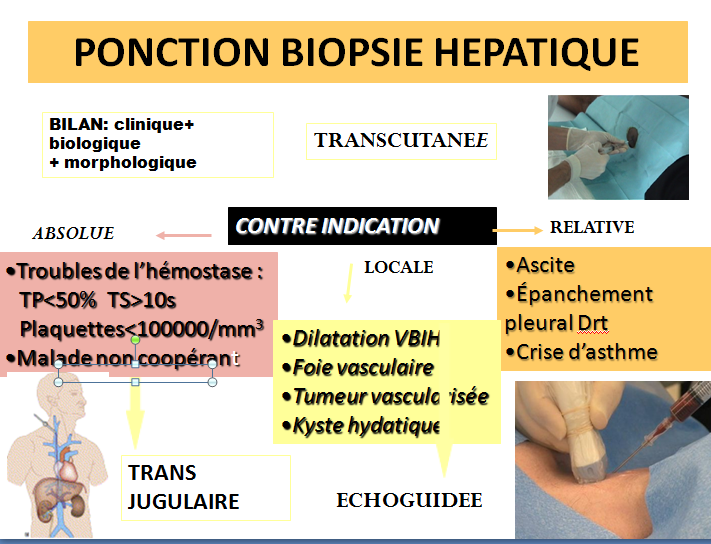 PONCTION BIOPSIE HEPATIQUE
BILAN: clinique+
biologique
+ morphologique
TRANSCUTANEE
CONTRE INDICATION
ABSOLUE
RELATIVE
LOCALE
•Troubles de l’hémostase :
TP<50% TS>10s
Plaquettes<100000/mm³
•Malade non coopérant
•Dilatation VBIH
•Foie vasculaire
•Tumeur vascularisée
•Kyste hydatique
•Ascite
•Épanchement
pleural Drt
•Crise d’asthme
TRANS
JUGULAIRE
ECHOGUIDEE